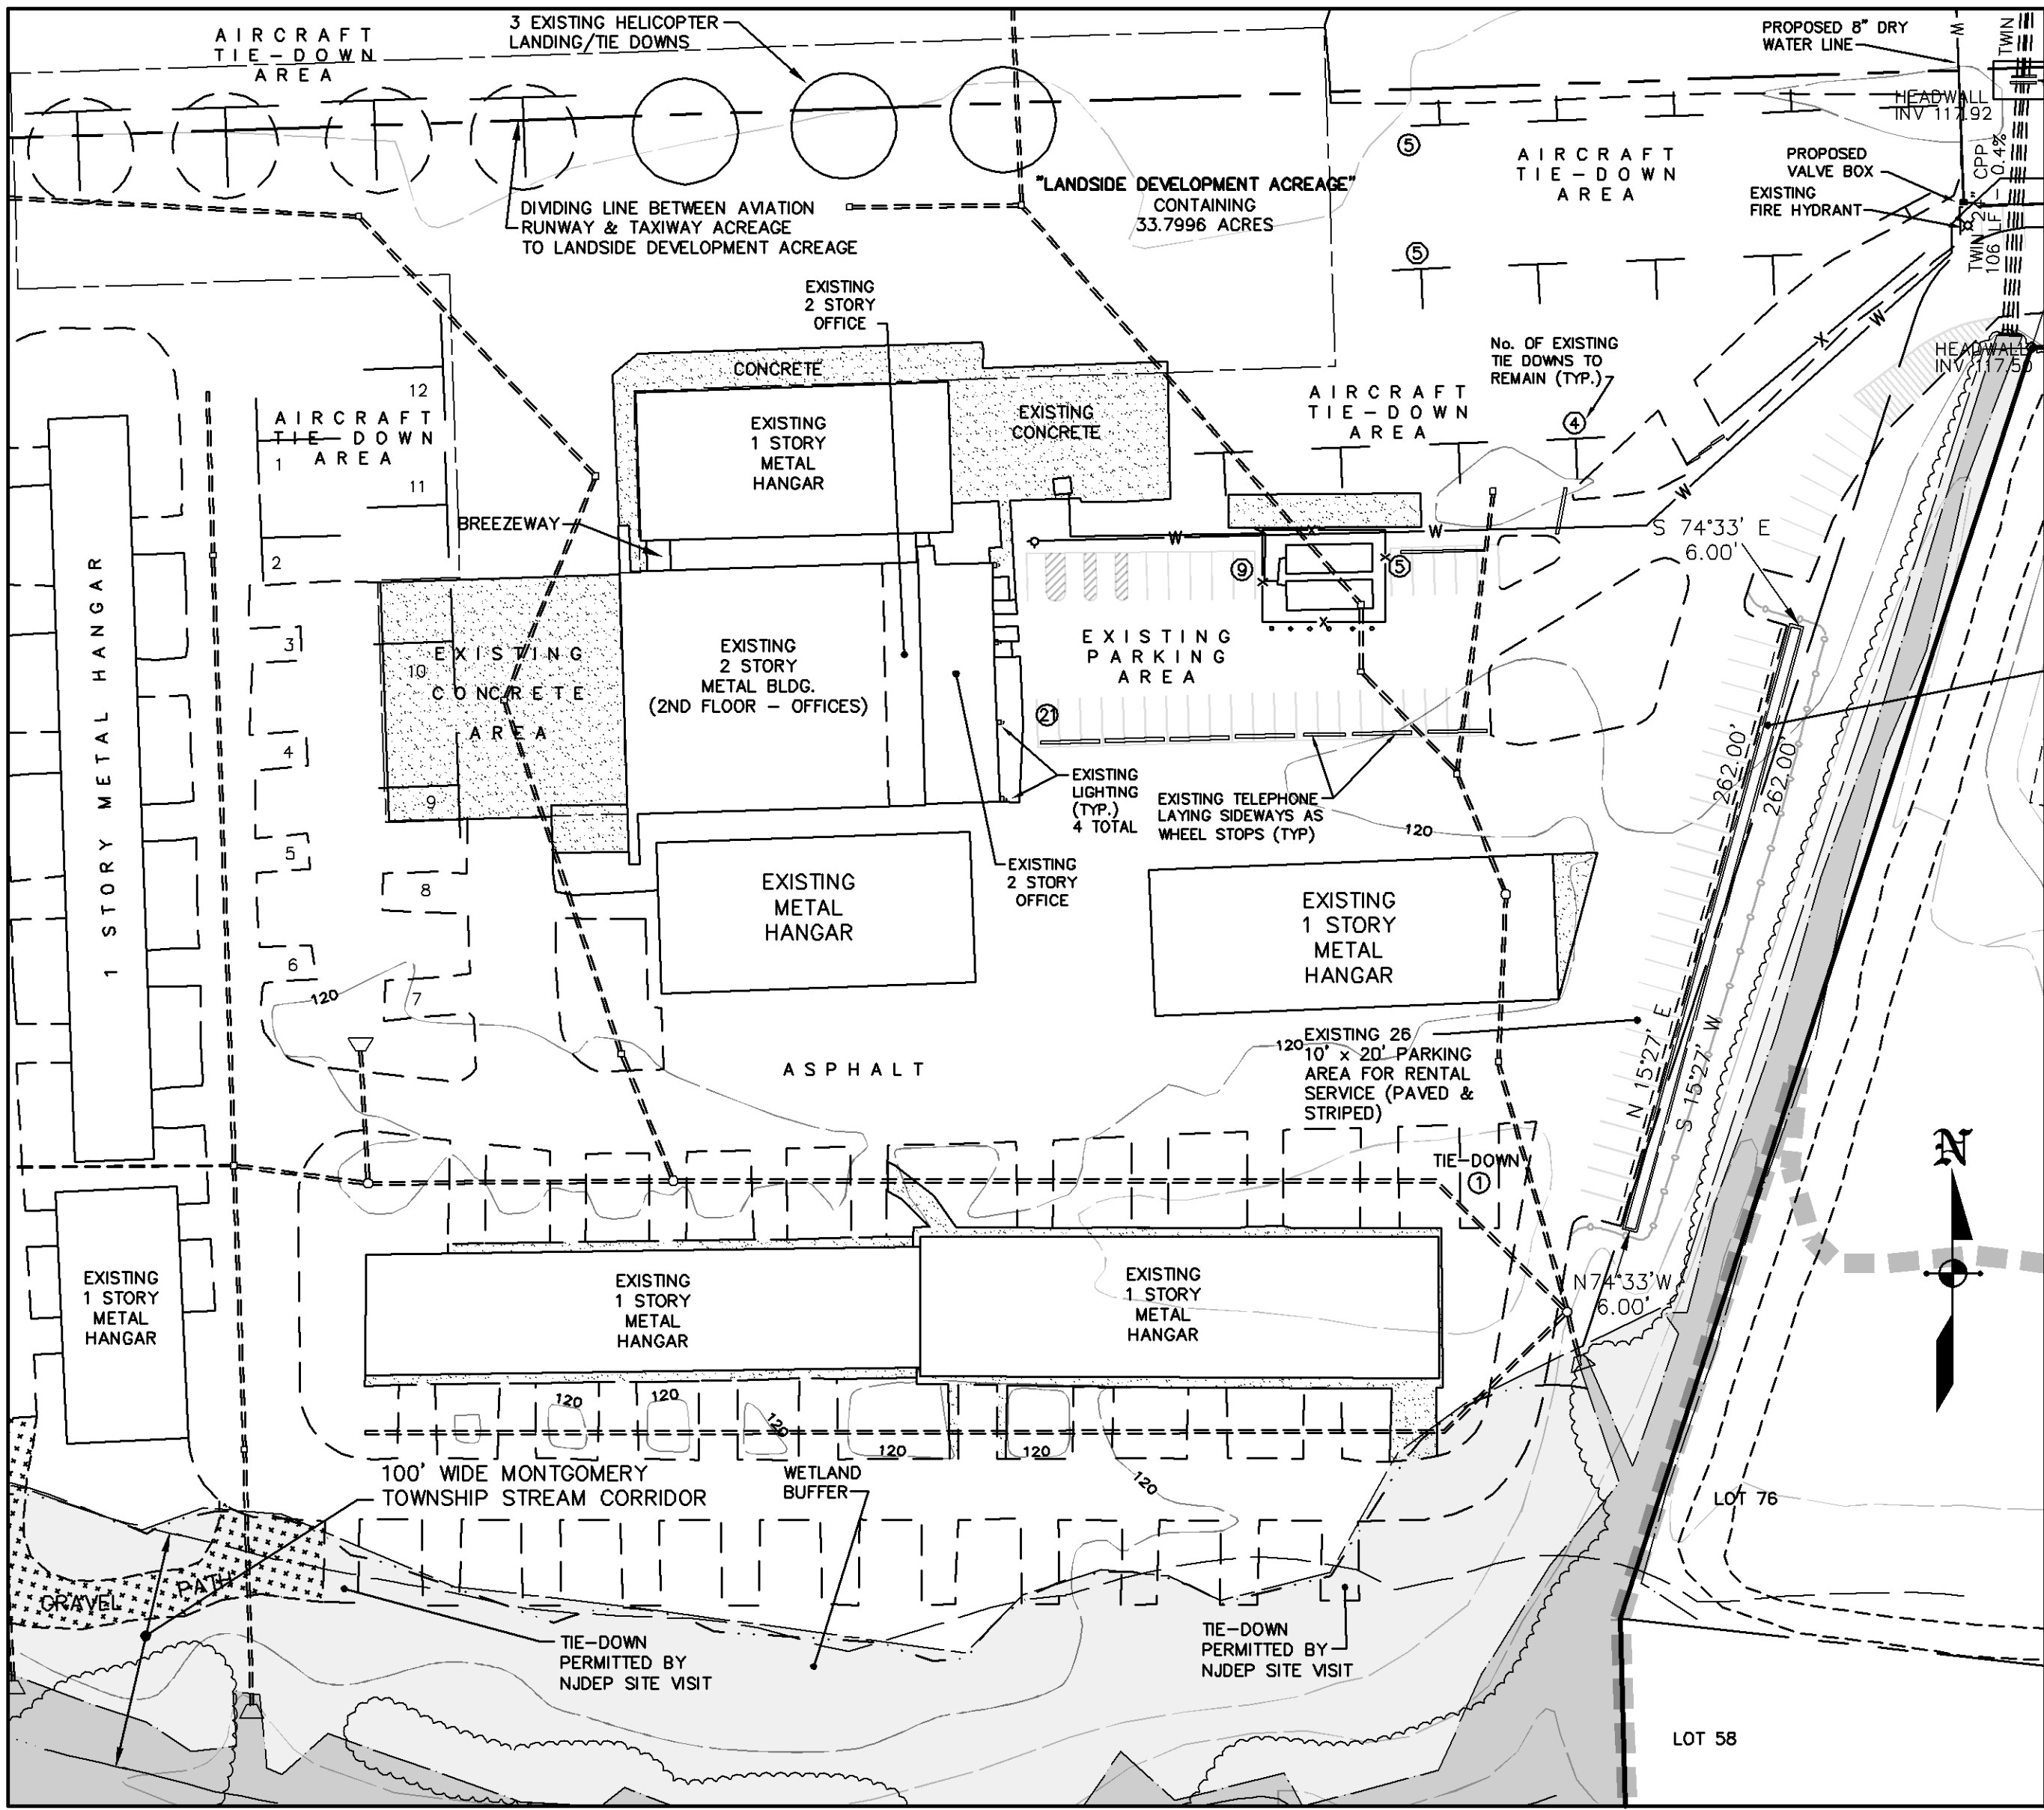 3 EXISTING HELICOPTER
LANDING/TIE DOWNS
AIRCRAFT
TIE-DOWN
AREA
PROPOSED 8" DRY
WATER LINE
W
TWIN
HEADWALL
INV 117.92
"LANDSIDE DEVELOPMENT ACREAGE"
CONTAINING
33.7996 ACRES
5
AIRCRAFT
TIE-DOWN
AREA
PROPOSED
VALVE BOX
EXISTING
FIRE HYDRANT
CPP
106 LF - 0.4%
DIVIDING LINE BETWEEN AVIATION
RUNWAY & TAXIWAY ACREAGE
TO LANDSIDE DEVELOPMENT ACREAGE
5
EXISTING
2 STORY
OFFICE
No. OF EXISTING
TIE DOWNS TO
REMAIN (TYP.)
X
W
HEADWALL
INV 117.50
CONCRETE
EXISTING
1 STORY
METAL
HANGAR
EXISTING
CONCRETE
AIRCRAFT
TIE-DOWN
AREA
4
12
AIRCRAFT
TIE-DOWN
AREA
1
11
BREEZEWAY
W
X
W
W
S 74°33' E
6.00'
2
9
X
X
5
X
1 STORY METAL HANGAR
3
10
EXISTING
CONCRETE
AREA
EXISTING
2 STORY
METAL BLDG.
(2ND FLOOR - OFFICES)
EXISTING
PARKING
AREA
21
4
9
EXISTING
LIGHTING
(TYP.)
4 TOTAL
EXISTING TELEPHONE
LAYING SIDEWAYS AS
WHEEL STOPS (TYP)
120
262.00'
262.00'
5
8
EXISTING
METAL
HANGAR
EXISTING
2 STORY
OFFICE
EXISTING
1 STORY
METAL
HANGAR
6
7
120
ASPHALT
120
EXISTING 26
10' x 20' PARKING
AREA FOR RENTAL
SERVICE (PAVED &
STRIPED)
N 15°27' E
S 15°27' W
TIE-DOWN
1
N
EXISTING
1 STORY
METAL
HANGAR
EXISTING
1 STORY
METAL
HANGAR
EXISTING
1 STORY
METAL
HANGAR
N74°33'W
6.00'
120
120
120
120
120
120
100' WIDE MONTGOMERY
TOWNSHIP STREAM CORRIDOR
WETLAND
BUFFER
LOT 76
GRAVEL PATH
TIE-DOWN
PERMITTED BY
NJDEP SITE VISIT
TIE-DOWN
PERMITTED BY
NJDEP SITE VISIT
LOT 58